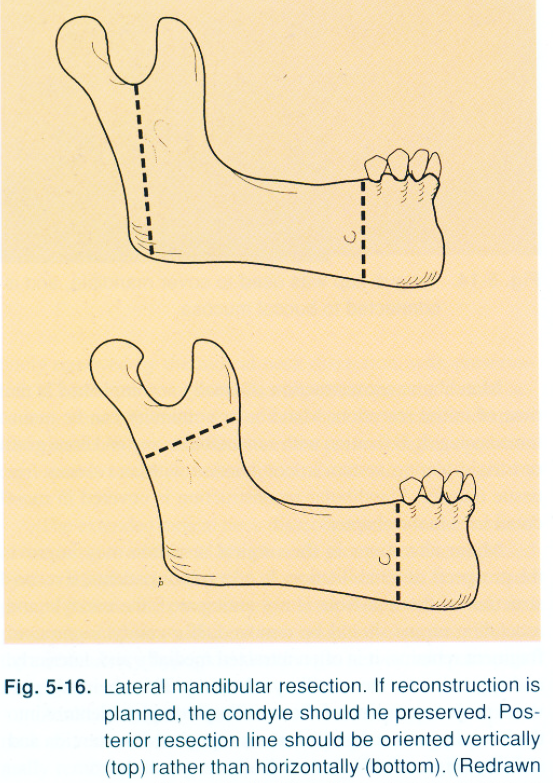 Fig. 5-16. Lateral mandibular resection. If reconstruction is
planned, the condyle should he preserved. Pos-
terior resection line should be oriented vertically
(top) rather than horizontally (bottom). (Redrawn